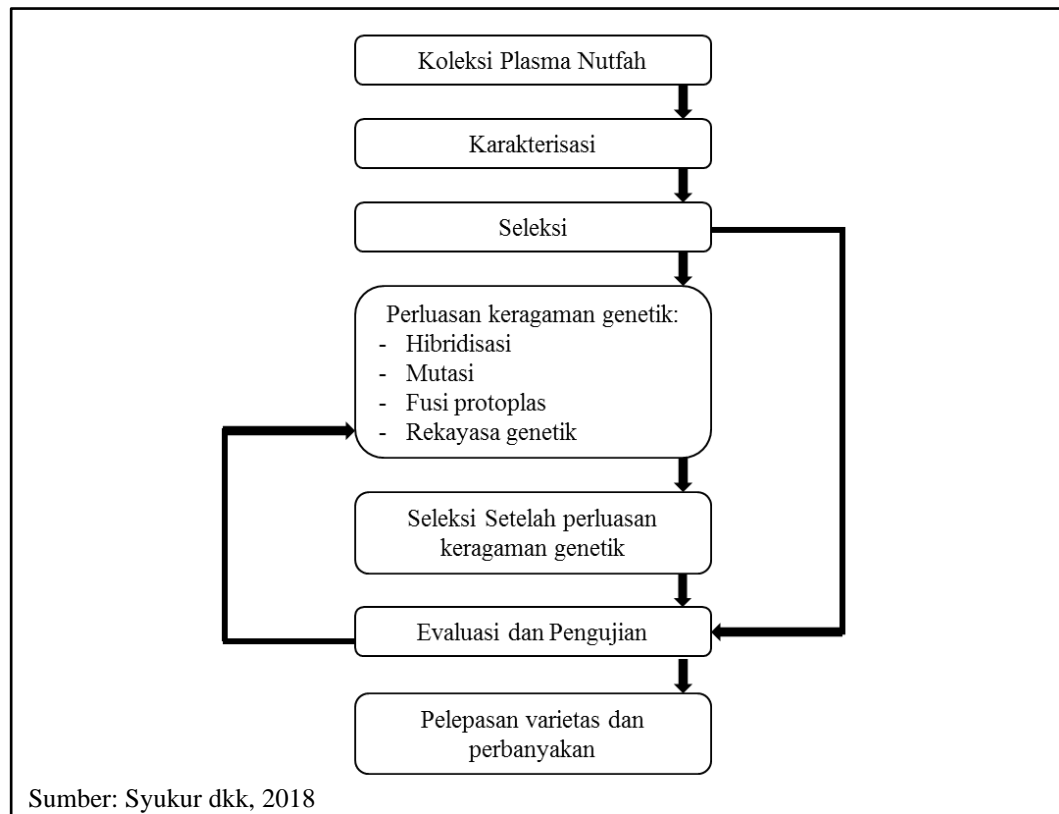 Koleksi Plasma Nutfah
Karakterisasi
Seleksi
Perluasan keragaman genetik:
- Hibridisasi
- Mutasi
- Fusi protoplas
- Rekayasa genetik
Seleksi Setelah perluasan
keragaman genetik
Evaluasi dan Pengujian
Pelepasan varietas dan
perbanyakan
Sumber: Syukur dkk, 2018